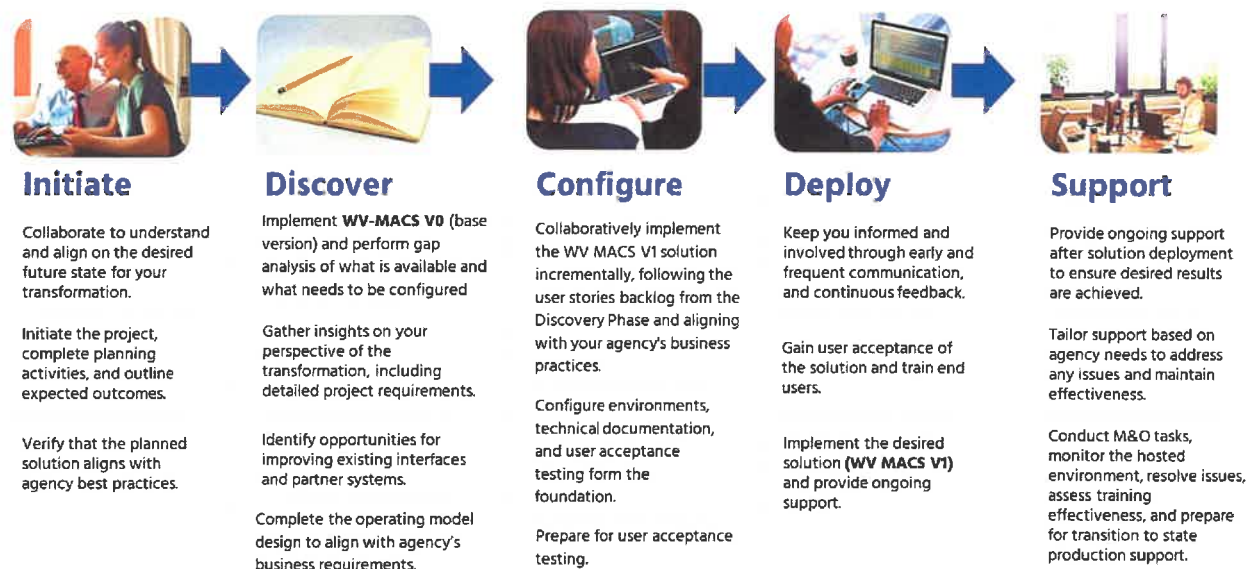 Initiate
Collaborate to understand
and align on the desired
future state for your
transformation.
Initiate the project,
complete planning
activities, and outline
expected outcomes.
Verify that the planned
solution aligns with
agency best practices.
Discover
Implement WV-MACS V0 (base
version) and perform gap
analysis of what is available and
what needs to be configured
Gather insights on your
perspective of the
transformation, including
detailed project requirements.
Identify opportunities for
improving existing interfaces
and partner systems.
Complete the operating model
design to align with agency's
business requirements.
Configure
Collaboratively implement
the WV MACS V1 solution
incrementally, following the
user stories backlog from the
Discovery Phase and aligning
with your agency's business
practices.
Configure environments,
technical documentation,
and user acceptance
testing form the
foundation.
Prepare for user acceptance
testing.
Deploy
Keep you informed and
involved through early and
frequent communication,
and continuous feedback.
Gain user acceptance of
the solution and train end
users.
Implement the desired
solution (WV MACS V1)
and provide ongoing
support.
Support
Provide ongoing support
after solution deployment
to ensure desired results
are achieved.
Tailor support based on
agency needs to address
any issues and maintain
effectiveness.
Conduct M&O tasks,
monitor the hosted
environment, resolve issues,
assess training
effectiveness, and prepare
for transition to state
production support.